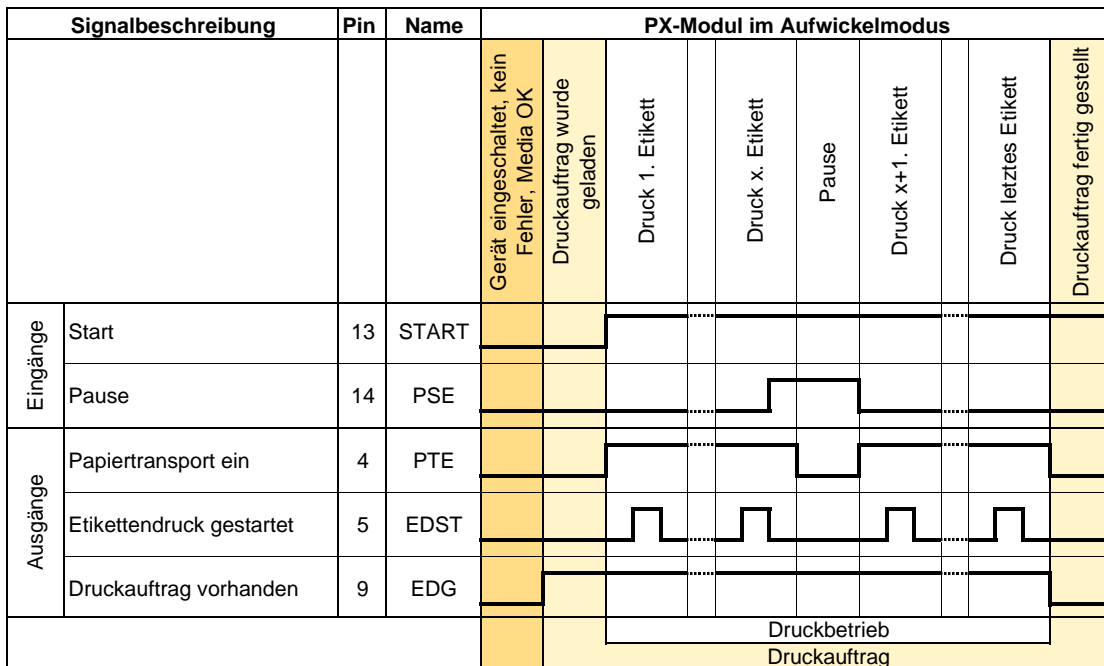 Signalbeschreibung Pin Name PX-Modul im Aufwickelmodus
Gerät eingeschaltet, kein
Fehler, Media OK
Druckauftrag wurde
geladen
Druck 1. Etikett
Druck x. Etikett
Pause
Druck x+1. Etikett
Druck letztes Etikett
Druckauftrag fertig gestellt
Eingänge
Start 13 START
Pause 14 PSE
Ausgänge
Papiertransport ein 4 PTE
Etikettendruck gestartet 5 EDST
Druckauftrag vorhanden 9 EDG
Druckbetrieb
Druckauftrag